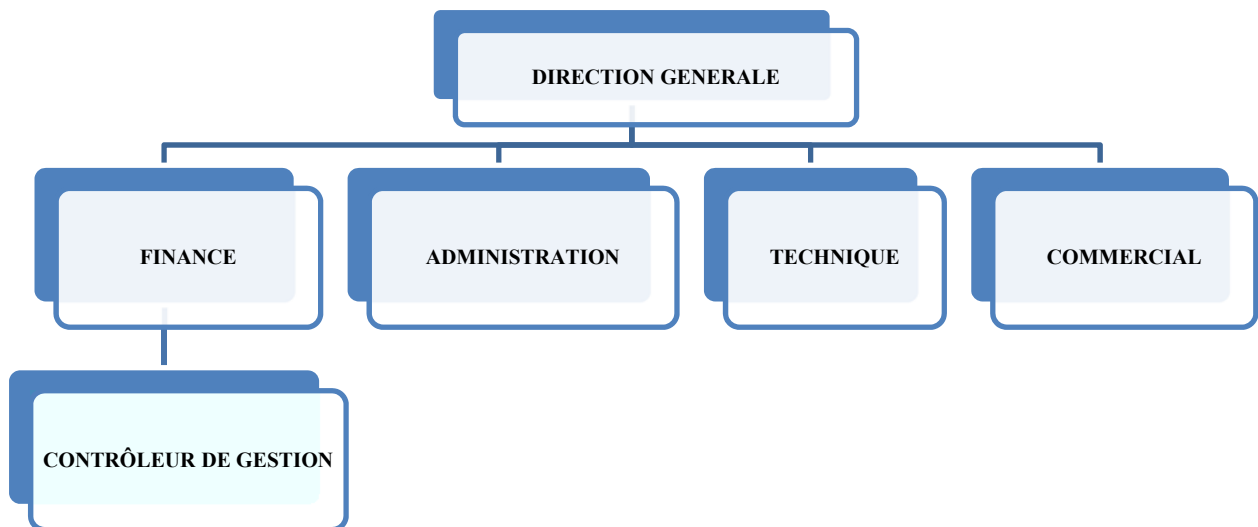 DIRECTION GENERALE
FINANCE
ADMINISTRATION
TECHNIQUE
COMMERCIAL
CONTRÔLEUR DE GESTION